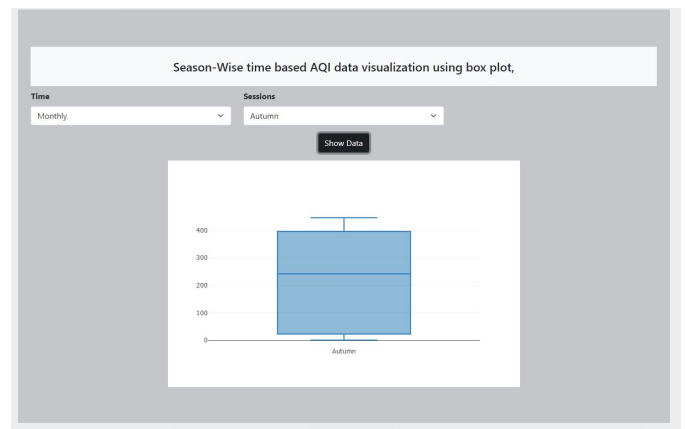 Season-Wise time based AQI data visualization using box plot,
Time
Sessions
Monthly
Autumn
Show Data
400
300
200
100
0
Autumn